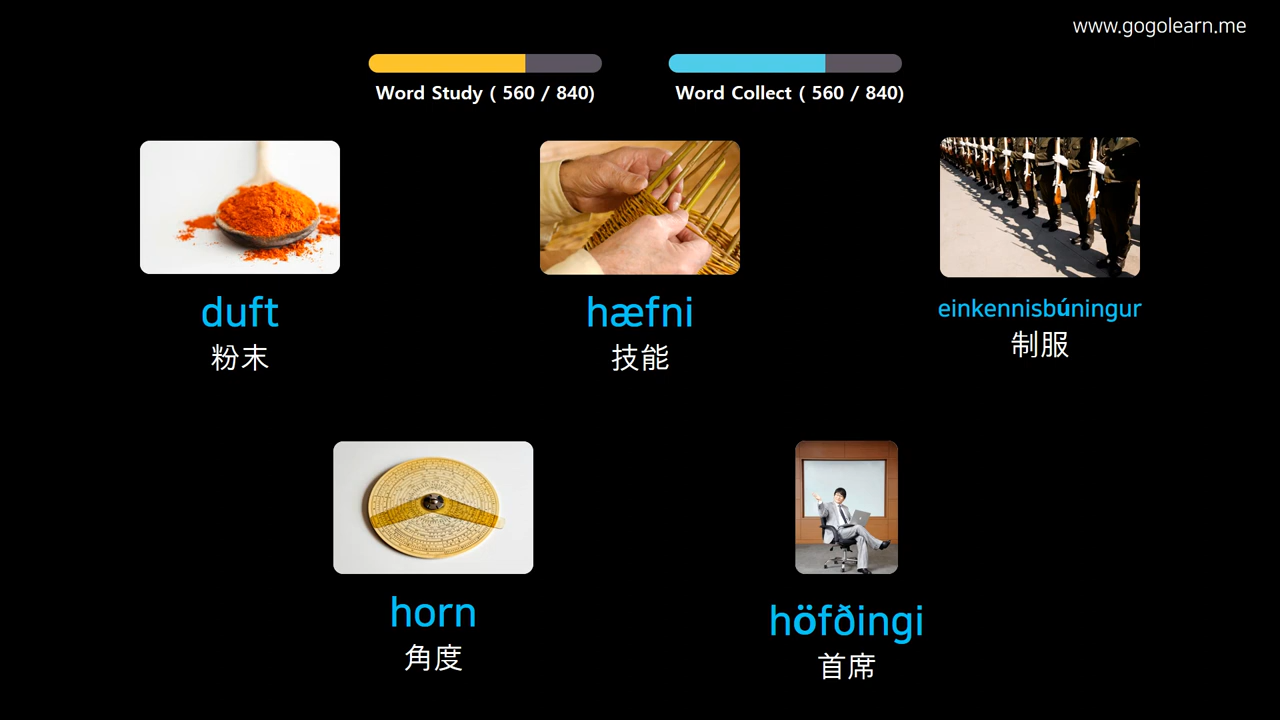 www.gogolearn.me
Word Study ( 560 / 840)
Word Collect ( 560 / 840)
duft
粉末
hæfni
技能
einkennisbúningur
制服
horn
角度
höfðingi
首席